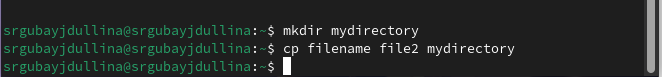 srgubayjdullina@srgubayjdullina:~$ mkdir mydirectory
srgubayjdullina@srgubayjdullina:~$ cp filename file2 mydirectory
srgubayjdullina@srgubayjdullina:~$